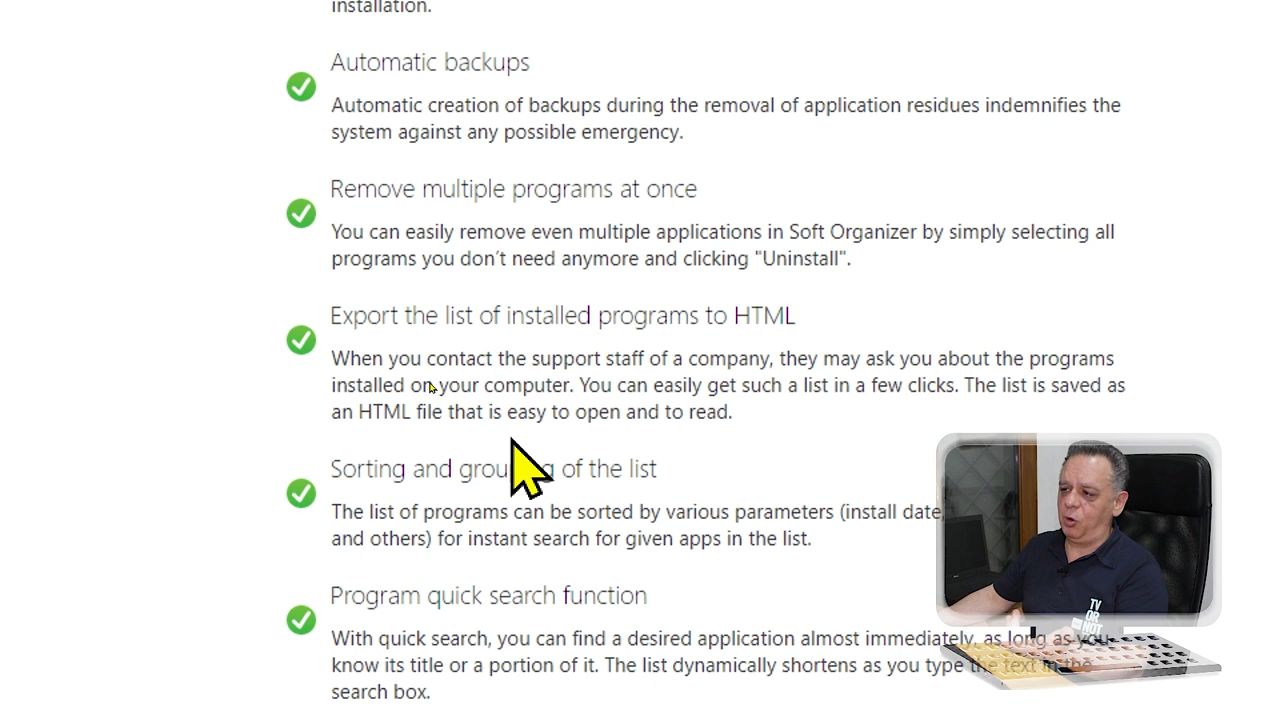 installation.
Automatic backups
Automatic creation of backups during the removal of application residues indemnifies the
system against any possible emergency.
Remove multiple programs at once
You can easily remove even multiple applications in Soft Organizer by simply selecting all
programs you don't need anymore and clicking "Uninstall".
Export the list of installed programs to HTML
When you contact the support staff of a company, they may ask you about the programs
installed on your computer. You can easily get such a list in a few clicks. The list is saved as
an HTML file that is easy to open and to read.
Sorting and grouping of the list
The list of programs can be sorted by various parameters (install date,
and others) for instant search for given apps in the list.
Program quick search function
With quick search, you can find a desired application almost immediately, as long as you
know its title or a portion of it. The list dynamically shortens as you type the text in the
search box.
TV
OR
NOT